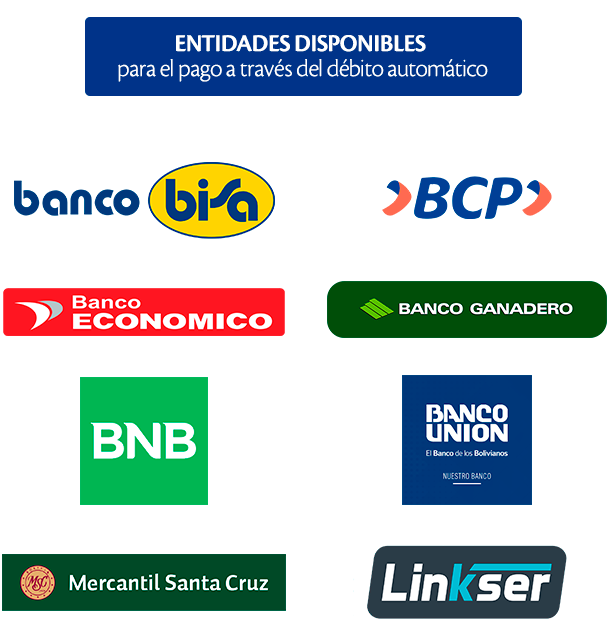 ENTIDADES DISPONIBLES
para el pago a través del débito automático
banco bisa
BCP
Banco
ECONOMICO
BANCO GANADERO
BNB
BANCO
UNION
El Banco de los Bolivianos
NUESTRO BANCO
MSC Mercantil Santa Cruz
Linkser